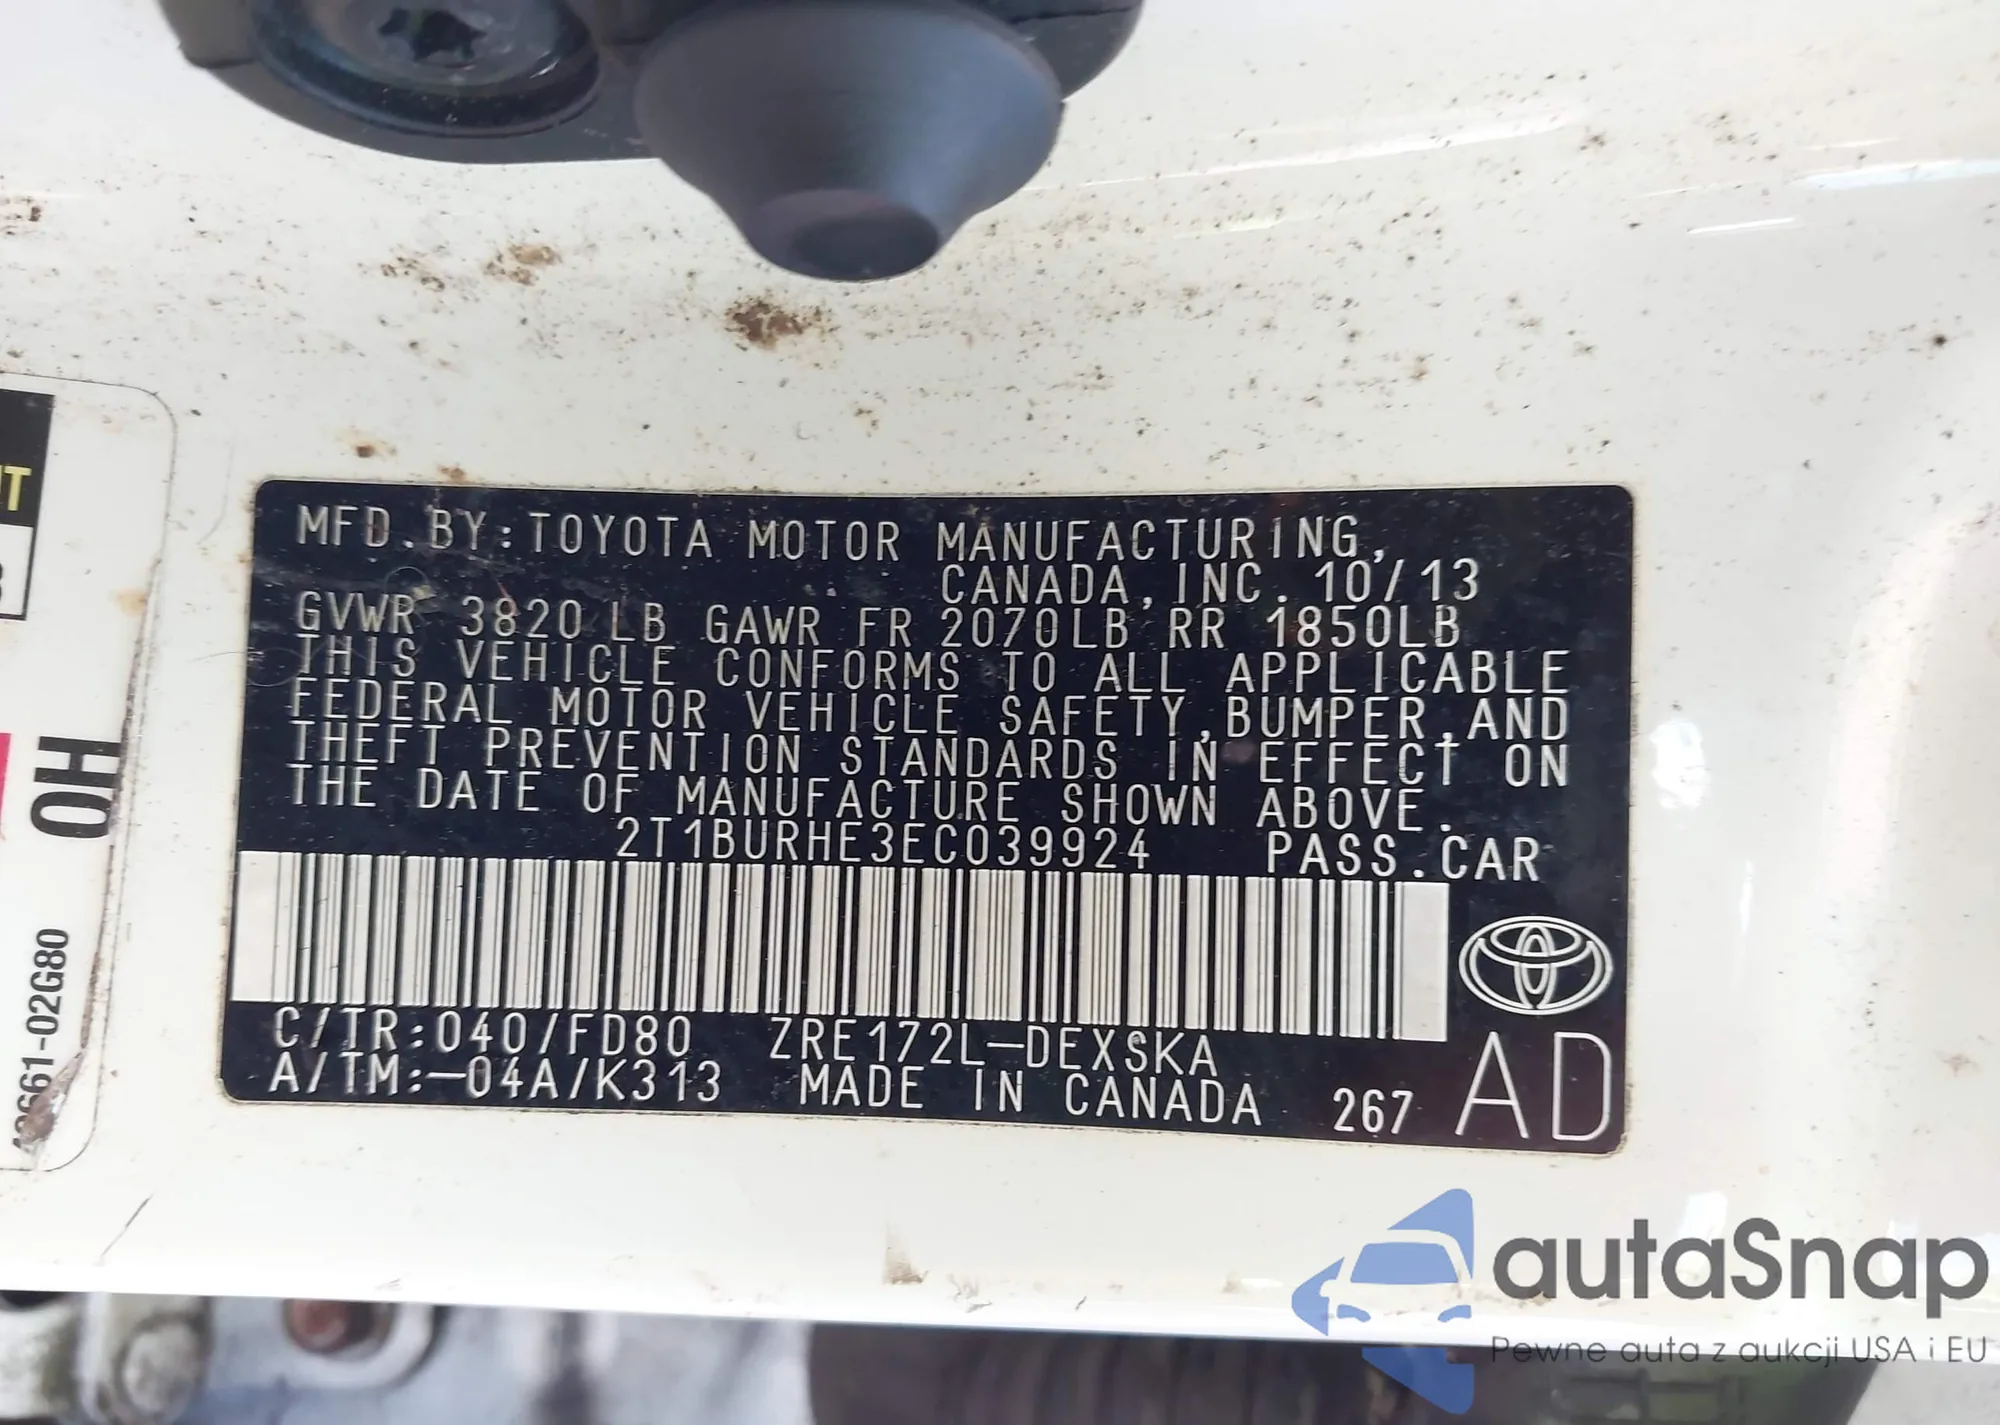 MFD.BY:TOYOTA MOTOR MANUFACTURING,
CANADA,INC. 10/13
GVWR 3820 LB GAWR FR 2070LB RR 1850LB
THIS VEHICLE CONFORMS TO ALL APPLICABLE
FEDERAL MOTOR VEHICLE SAFETY,BUMPER,AND
THEFT PREVENTION STANDARDS IN EFFECT ON
THE DATE OF MANUFACTURE SHOWN ABOVE.
2T1BURHE3EC039924 PASS.CAR
C/TR:040/FD80 ZRE172L-DEXSKA
A/TM:-04A/K313 MADE IN CANADA 267 AD
OH
autaSnap
Pewne auta z aukcji USA i EU